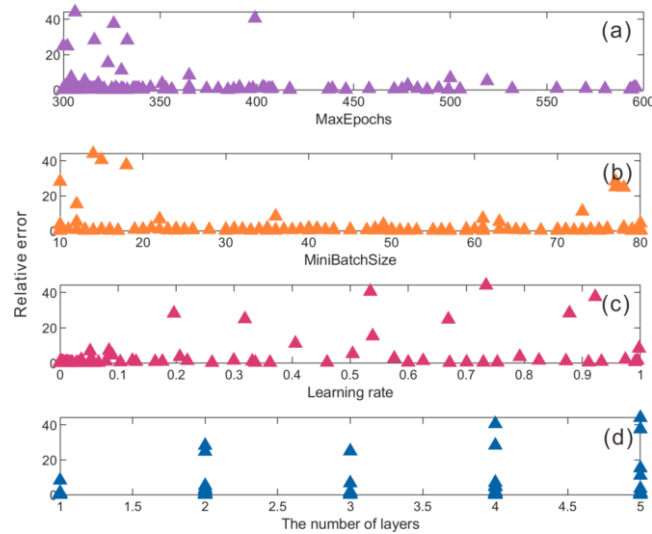 Relative error
40
20
0
(a)
300 350 400 450 500 550 600
MaxEpochs
40
20
0
(b)
10 20 30 40 50 60 70 80
MiniBatchSize
40
20
0
(c)
0 0.1 0.2 0.3 0.4 0.5 0.6 0.7 0.8 0.9 1
Learning rate
40
20
0
(d)
1 1.5 2 2.5 3 3.5 4 4.5 5
The number of layers